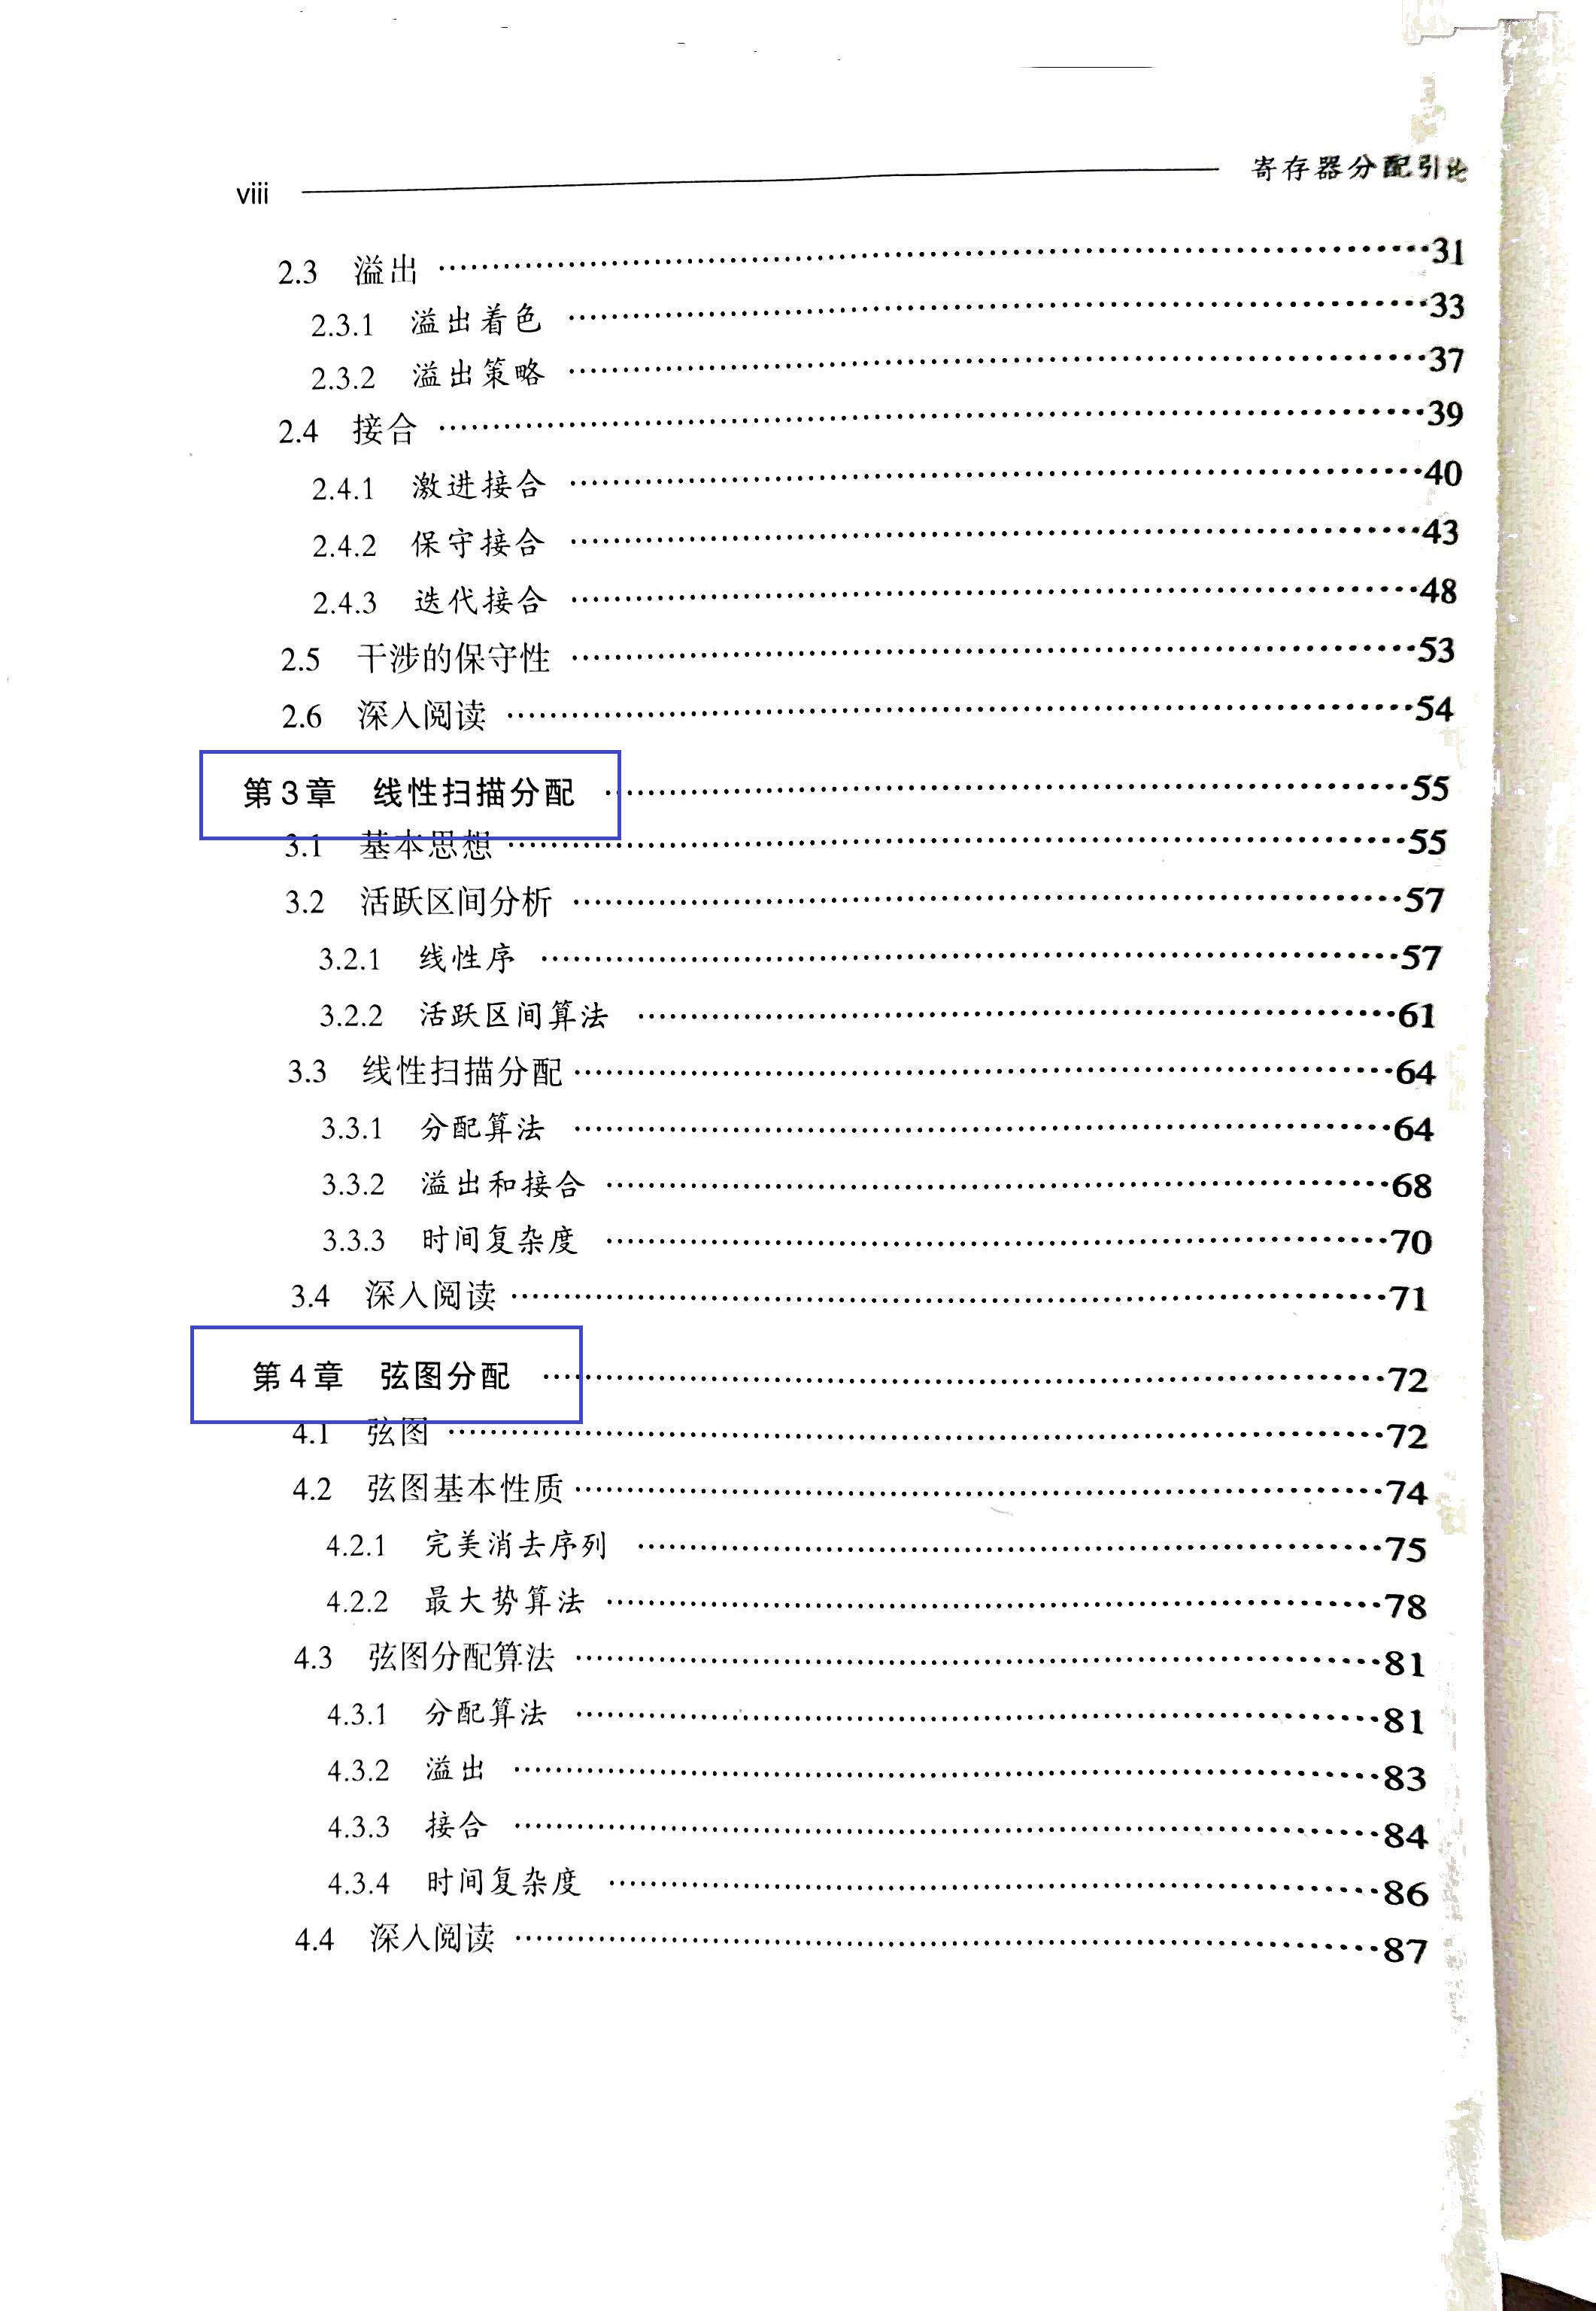 viii 寄存器分配引论
2.3 溢出 ……31
2.3.1 溢出着色 ……33
2.3.2 溢出策略 ……37
2.4 接合 ……39
2.4.1 激进接合 ……40
2.4.2 保守接合 ……43
2.4.3 迭代接合 ……48
2.5 干涉的保守性 ……53
2.6 深入阅读 ……54
第3章 线性扫描分配 ……55
3.1 基本思想 ……55
3.2 活跃区间分析 ……57
3.2.1 线性序 ……57
3.2.2 活跃区间算法 ……61
3.3 线性扫描分配 ……64
3.3.1 分配算法 ……64
3.3.2 溢出和接合 ……68
3.3.3 时间复杂度 ……70
3.4 深入阅读 ……71
第4章 弦图分配 ……72
4.1 弦图 ……72
4.2 弦图基本性质 ……74
4.2.1 完美消去序列 ……75
4.2.2 最大势算法 ……78
4.3 弦图分配算法 ……81
4.3.1 分配算法 ……81
4.3.2 溢出 ……83
4.3.3 接合 ……84
4.3.4 时间复杂度 ……86
4.4 深入阅读 ……87